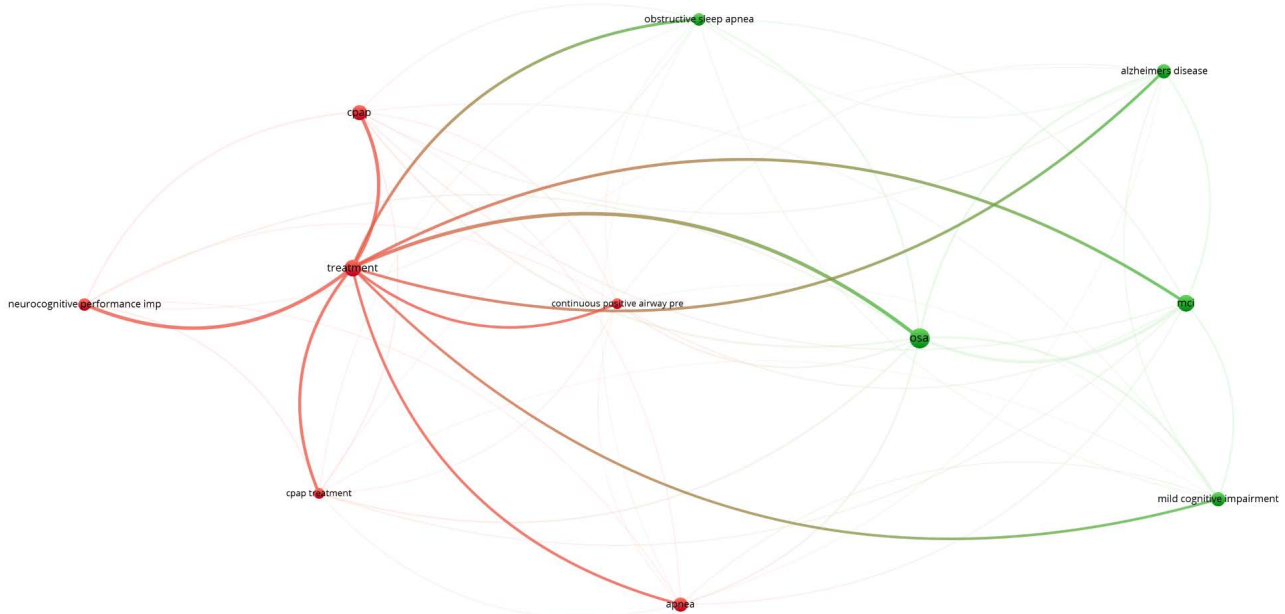 obstructive sleep apnea
alzheimers disease
cpap
treatment
neurocognitive performance imp
continuous positive airway pre
mci
osa
cpap treatment
mild cognitive impairment
apnea